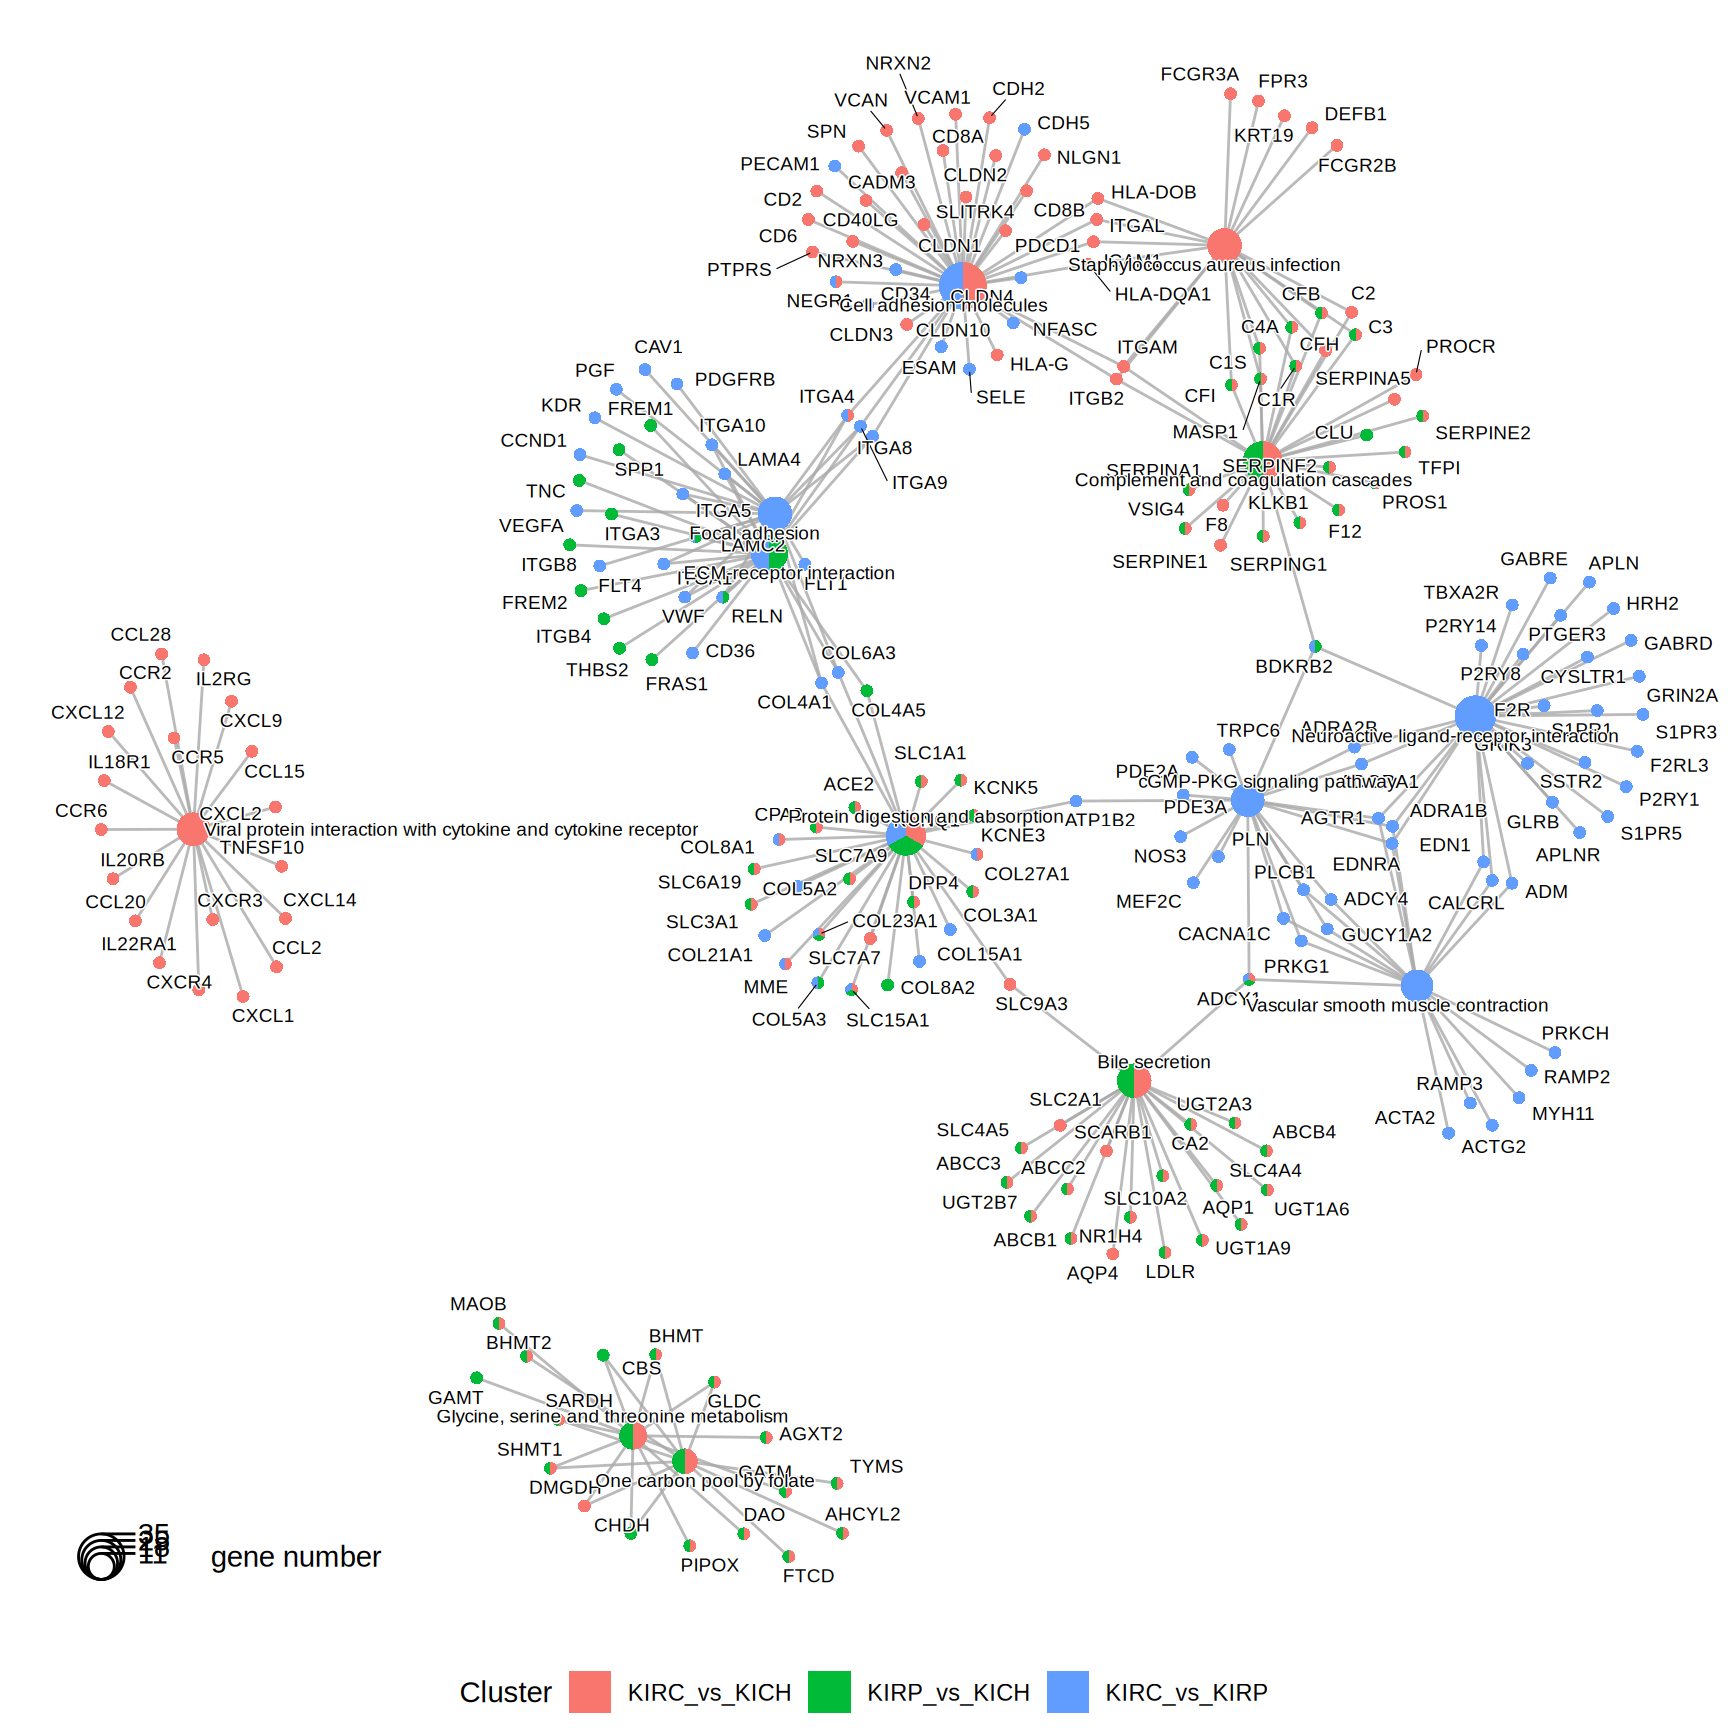 NRXN2
FCGR3A
FPR3
VCAN
VCAM1
CDH2
DEFB1
SPN
CD8A
CDH5
KRT19
PECAM1
NLGN1
FCGR2B
CADM3
CLDN2
CD2
HLA-DOB
CD40LG
SLITRK4
CD8B
ITGAL
CD6
CLDN1
PDCD1
PTPRS
NRXN3
ICAM1
Staphylococcus aureus infection
NEGR1
CD34
CLDN4
HLA-DQA1
CFB
C2
Cell adhesion molecules
CLDN3
CLDN10
NFASC
C4A
C3
CFH
CAV1
ESAM
HLA-G
ITGAM
C1S
PROCR
PGF
PDGFRB
SERPINA5
KDR
FREM1
ITGA4
SELE
ITGB2
CFI
C1R
CCND1
ITGA10
MASP1
CLU
SERPINE2
SPP1
LAMA4
ITGA8
SERPINA1
SERPINF2
TFPI
TNC
ITGA9
Complement and coagulation cascades
VEGFA
ITGA3
ITGA5
VSIG4
F8
KLKB1
PROS1
Focal adhesion
F12
LAMC2
ITGB8
FLT4
ECM-receptor interaction
FLT1
SERPINE1
SERPING1
GABRE
APLN
FREM2
VWF
RELN
TBXA2R
HRH2
ITGB4
P2RY14
PTGER3
GABRD
CCL28
THBS2
CD36
COL6A3
BDKRB2
CCR2
IL2RG
FRAS1
P2RY8
CYSLTR1
CXCL12
CXCL9
COL4A1
COL4A5
GRIN2A
F2R
IL18R1
CCR5
CCL15
SLC1A1
TRPC6
ADRA2B
S1PR1
S1PR3
Neuroactive ligand-receptor interaction
GRIK3
F2RL3
ACE2
KCNK5
PDE2A
cGMP-PKG signaling pathway
SSTR2
P2RY1
CCR6
CXCL2
Protein digestion and absorption
ATP1B2
PDE3A
AGTR1
ADRA1B
GLRB
S1PR5
Viral protein interaction with cytokine and cytokine receptor
TNFSF10
COL8A1
SLC7A9
KCNE3
NOS3
PLN
EDN1
APLNR
IL20RB
SLC6A19
COL5A2
DPP4
COL27A1
PLCB1
EDNRA
CCL20
CXCR3
CXCL14
SLC3A1
COL23A1
COL3A1
MEF2C
ADCY4
CALCRL
ADM
IL22RA1
CCL2
COL21A1
SLC7A7
COL15A1
CACNA1C
GUCY1A2
CXCR4
MME
COL8A2
PRKG1
CXCL1
COL5A3
SLC15A1
SLC9A3
ADCY1
Vascular smooth muscle contraction
PRKCH
Bile secretion
RAMP3
RAMP2
SLC2A1
UGT2A3
ACTA2
MYH11
SLC4A5
SCARB1
CA2
ABCB4
ACTG2
ABCC3
ABCC2
SLC4A4
UGT2B7
SLC10A2
AQP1
UGT1A6
ABCB1
NR1H4
UGT1A9
AQP4
LDLR
MAOB
BHMT2
BHMT
CBS
GAMT
SARDH
GLDC
Glycine, serine and threonine metabolism
AGXT2
SHMT1
GATM
TYMS
DMGDH
One carbon pool by folate
CHDH
DAO
AHCYL2
PIPOX
FTCD
35
11
gene number
Cluster KIRC_vs_KICH KIRP_vs_KICH KIRC_vs_KIRP